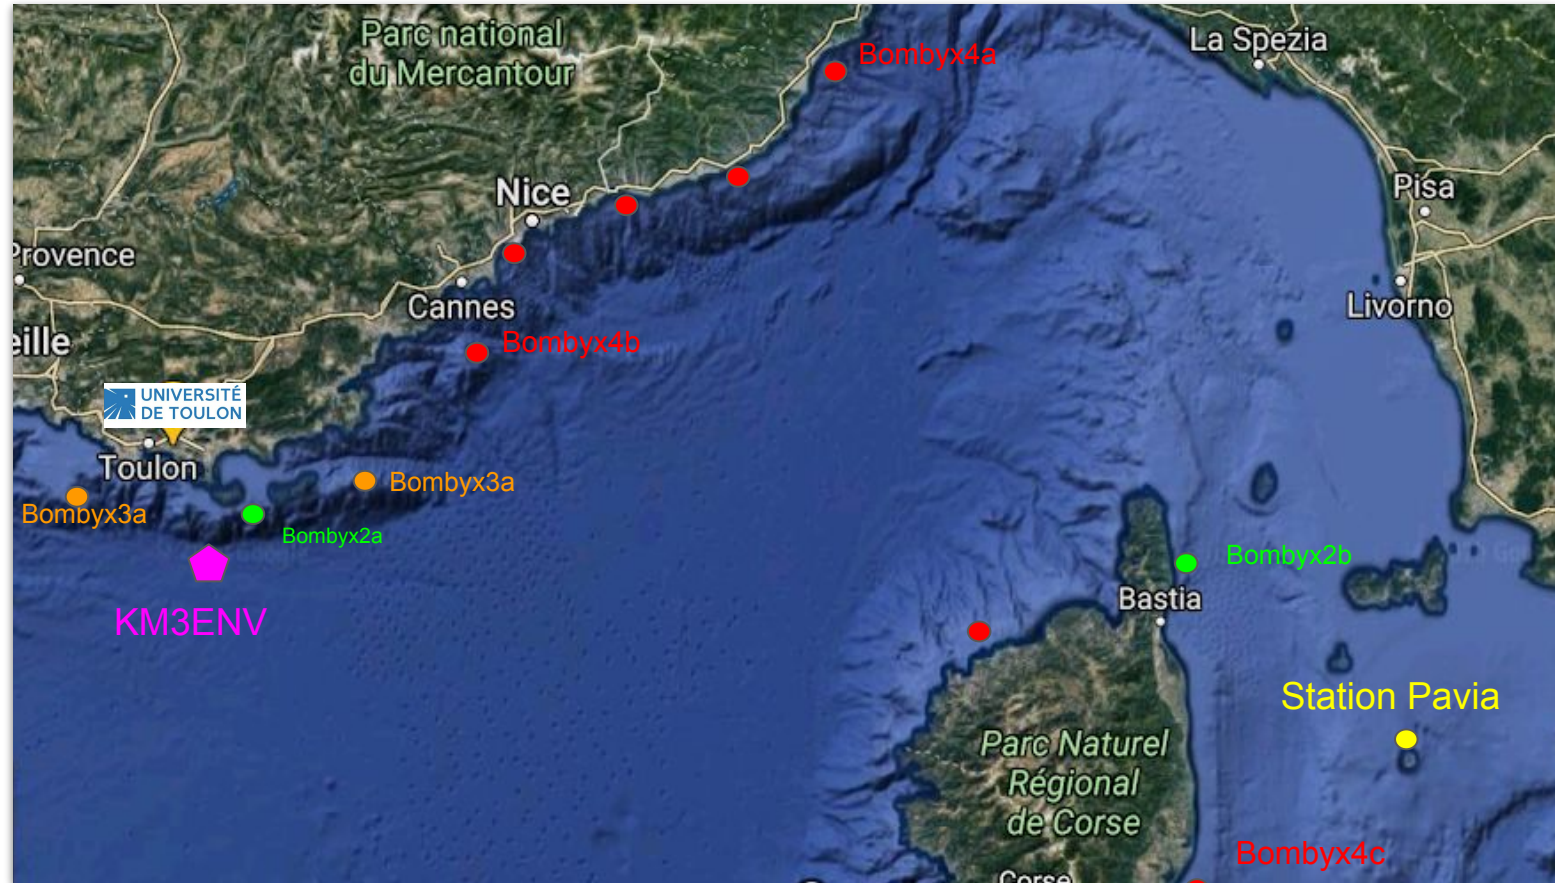 Parc national
du Mercantour
Bombyx4a
La Spezia
Nice
Pisa
Provence
Cannes
Livorno
eille
Bombyx4b
UNIVERSITÉ
DE TOULON
Toulon
Bombyx3a
Bombyx3a
Bombyx2a
Bombyx2b
KM3ENV
Bastia
Station Pavia
Parc Naturel
Régional
de Corse
Bombyx4c
Corse